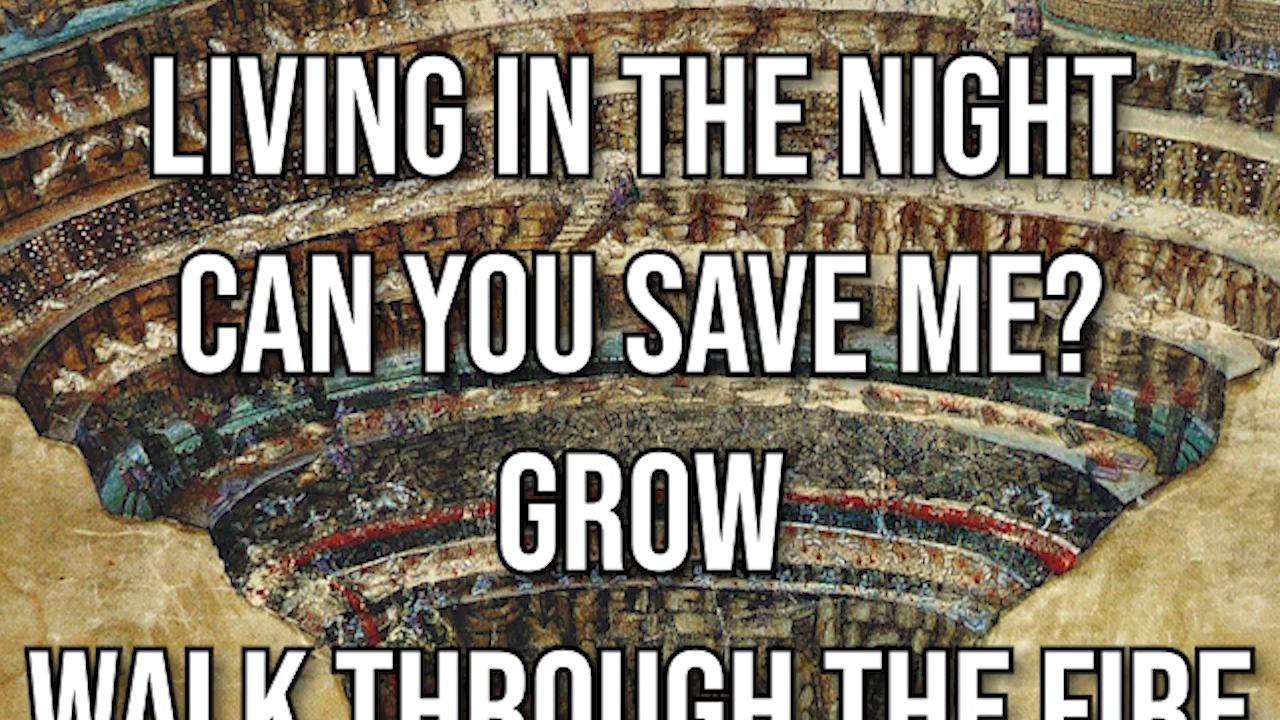 LIVING IN THE NIGHT
CAN YOU SAVE ME?
GROW
WALK THROUGH THE FIRE